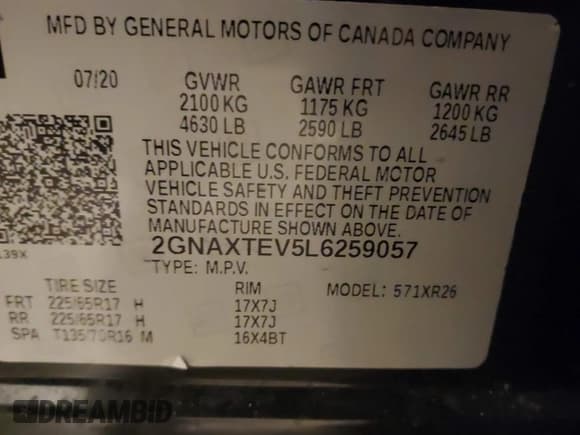 MFD BY GENERAL MOTORS OF CANADA COMPANY
07/20 GVWR GAWR FRT GAWR RR
2100 KG 1175 KG 1200 KG
4630 LB 2590 LB 2645 LB
THIS VEHICLE CONFORMS TO ALL
APPLICABLE U.S. FEDERAL MOTOR
VEHICLE SAFETY AND THEFT PREVENTION
STANDARDS IN EFFECT ON THE DATE OF
MANUFACTURE SHOWN ABOVE.
139X 2GNAXTEV5L6259057
TYPE: M.P.V.
TIRE SIZE RIM MODEL: 571XR26
FRT 225/65R17 H 17X7J
RR 225/65R17 H 17X7J
SPA T135/70R16 M 16X4BT
DREAMBID